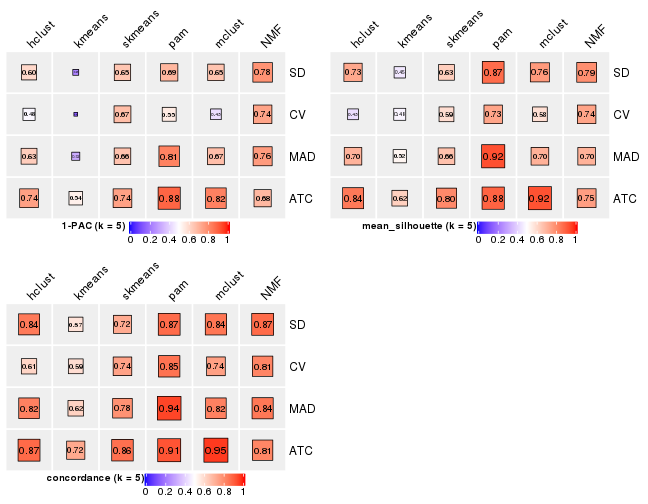 hclust kmeans skmeans pam mclust NMF
0.60 0.65 0.69 0.65 0.78 SD
0.48 0.67 0.55 0.43 0.74 CV
0.63 0.66 0.81 0.67 0.76 MAD
0.74 0.54 0.74 0.88 0.82 0.68 ATC
1-PAC (k = 5)
0 0.2 0.4 0.6 0.8 1
hclust kmeans skmeans pam mclust NMF
0.73 0.45 0.63 0.87 0.76 0.79 SD
0.43 0.59 0.73 0.58 0.74 CV
0.70 0.52 0.66 0.92 0.70 0.70 MAD
0.84 0.62 0.80 0.88 0.92 0.75 ATC
mean_silhouette (k = 5)
0 0.2 0.4 0.6 0.8 1
hclust kmeans skmeans pam mclust NMF
0.84 0.57 0.72 0.87 0.84 0.87 SD
0.61 0.59 0.74 0.85 0.74 0.81 CV
0.82 0.62 0.78 0.94 0.82 0.84 MAD
0.87 0.72 0.86 0.91 0.95 0.81 ATC
concordance (k = 5)
0 0.2 0.4 0.6 0.8 1